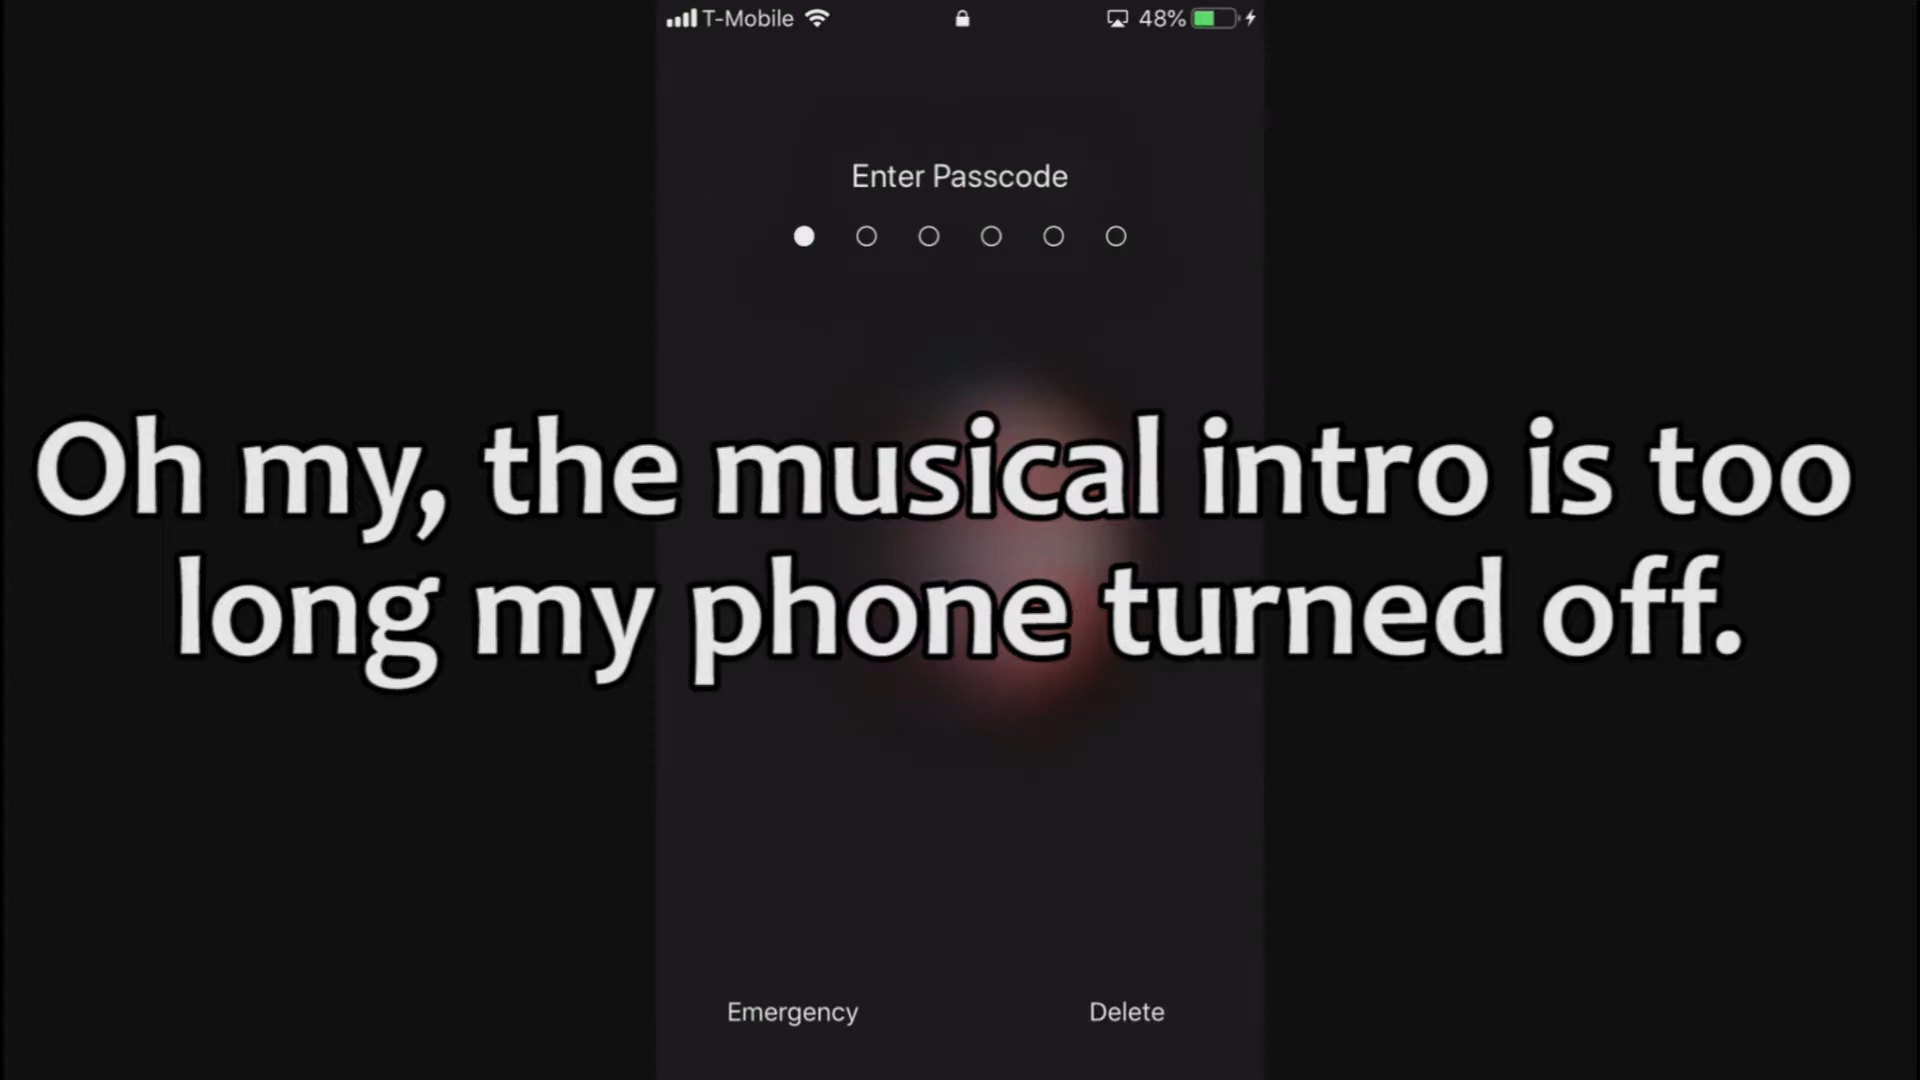 T-Mobile 48%
Enter Passcode
Oh my, the musical intro is too
long my phone turned off.
Emergency Delete